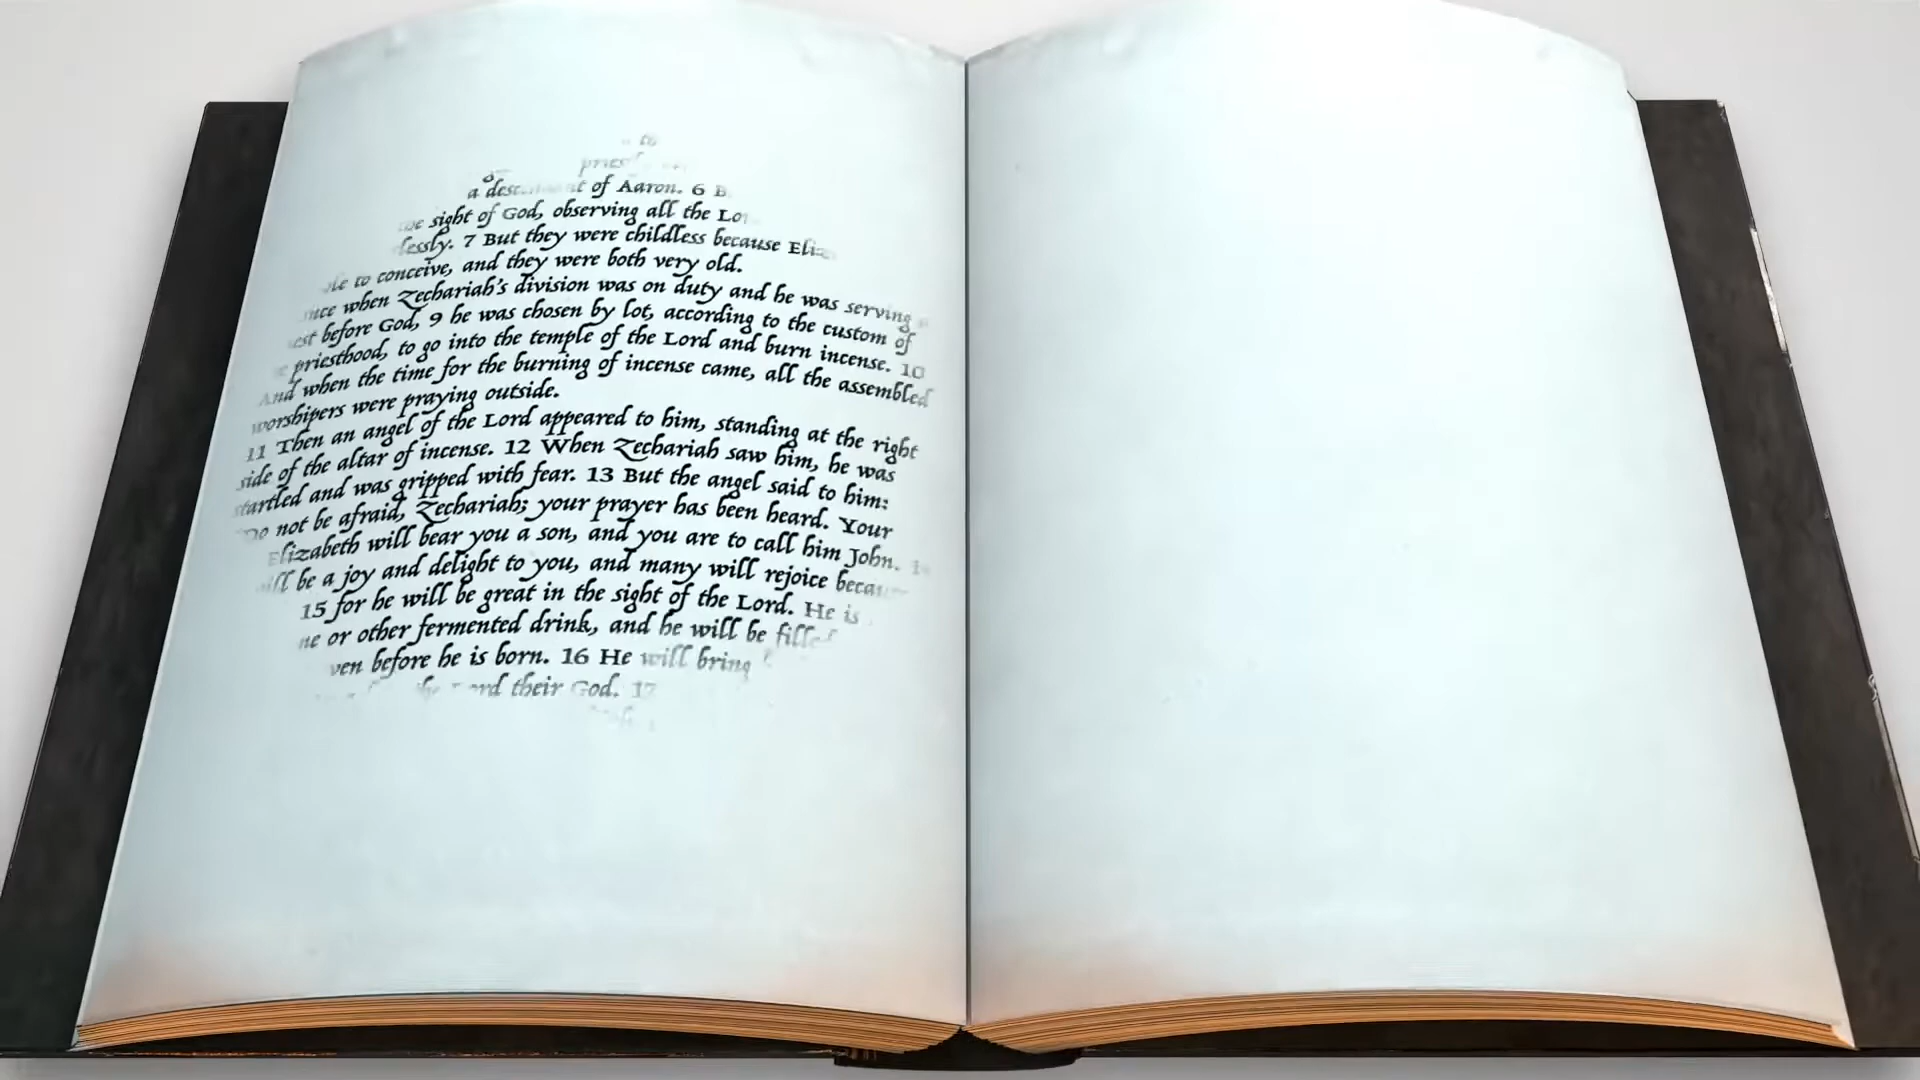 to
a of Aaron. 6
sight of God, observing all the
7 But they were childless because
to conceive, and they were both very old.
when Zechariah's division was on duty and he was serving
before God, 9 he was chosen by lot, according to the custom of
priesthood, to go into the temple of the Lord and burn incense. 10
And when the time for the burning of incense came, all the assembled
worshipers were praying outside.
11 Then an angel of the Lord appeared to him, standing at the right
side of the altar of incense. 12 When Zechariah saw him, he was
startled and was gripped with fear. 13 But the angel said to him:
"Do not be afraid, Zechariah; your prayer has been heard. Your
Elizabeth will bear you a son, and you are to call him John.
will be a joy and delight to you, and many will rejoice
15 for he will be great in the sight of the Lord. He is
or other fermented drink, and he will be
before he is born. 16 He will bring
their God. 17